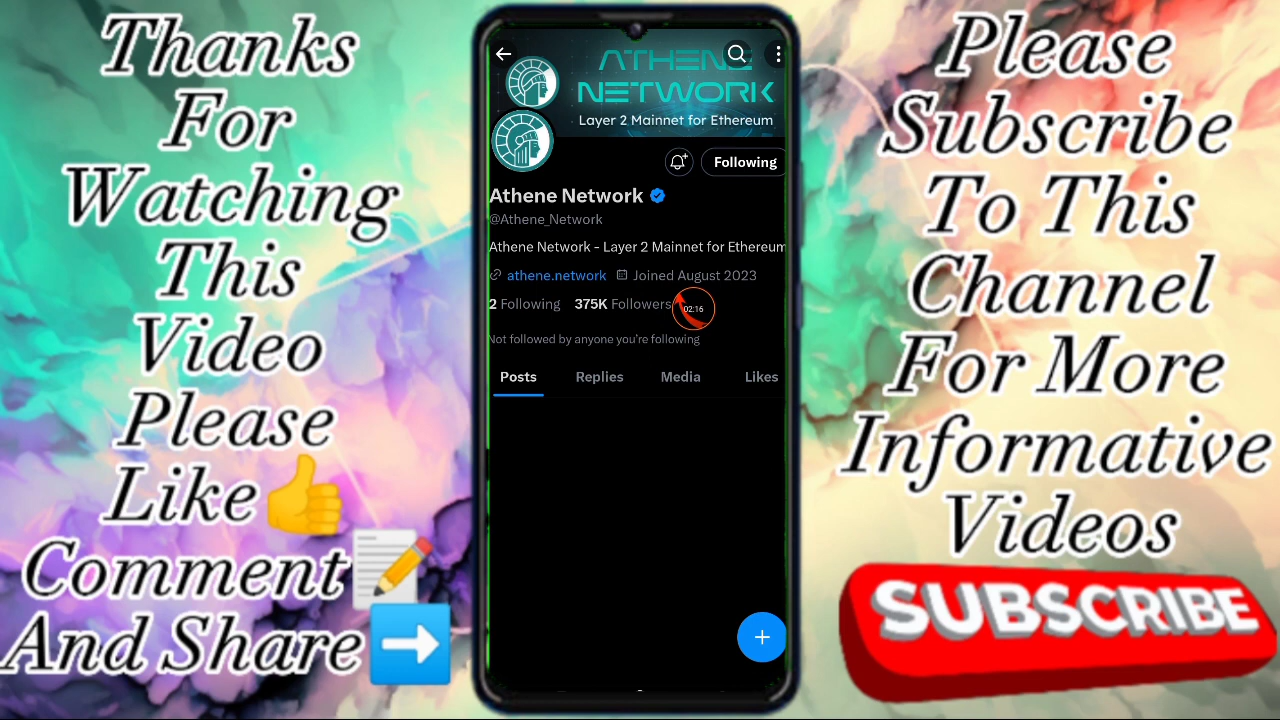 Thanks
For
Watching
This
Video
Please
Like
Comment
And Share
ATHENE
NETWORK
Layer 2 Mainnet for Ethereum
Following
Athene Network
@Athene_Network
Athene Network - Layer 2 Mainnet for Ethereum
athene.network Joined August 2023
2 Following 375K Followers
02:16
Not followed by anyone you're following
Posts Replies Media Likes
Please
Subscribe
To This
Channel
For More
Informative
Videos
SUBSCRIBE